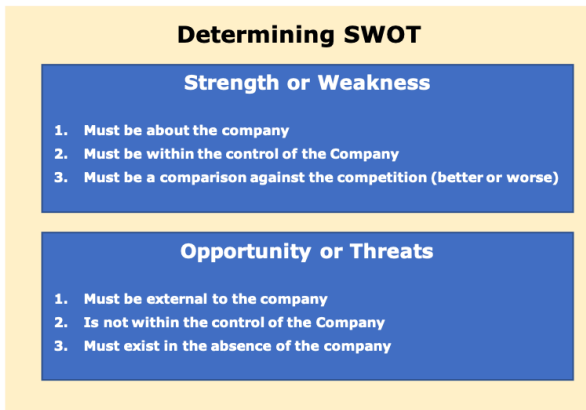 Determining SWOT
Strength or Weakness
1. Must be about the company
2. Must be within the control of the Company
3. Must be a comparison against the competition (better or worse)
Opportunity or Threats
1. Must be external to the company
2. Is not within the control of the Company
3. Must exist in the absence of the company